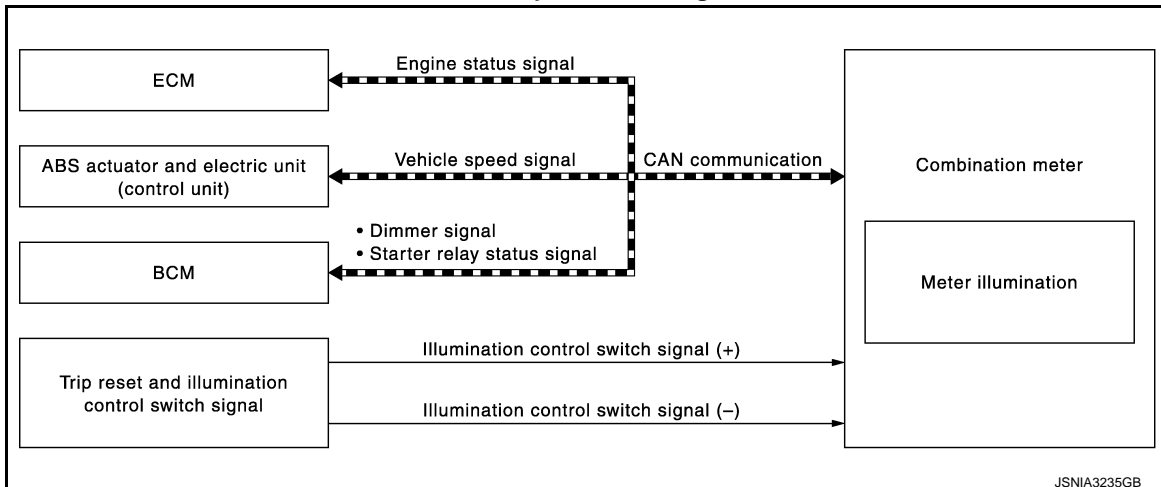 ECM
Engine status signal
ABS actuator and electric unit
(control unit)
Vehicle speed signal
CAN communication
Combination meter
• Dimmer signal
• Starter relay status signal
BCM
Meter illumination
Trip reset and illumination
control switch signal
Illumination control switch signal (+)
Illumination control switch signal (–)
JSNIA3235GB